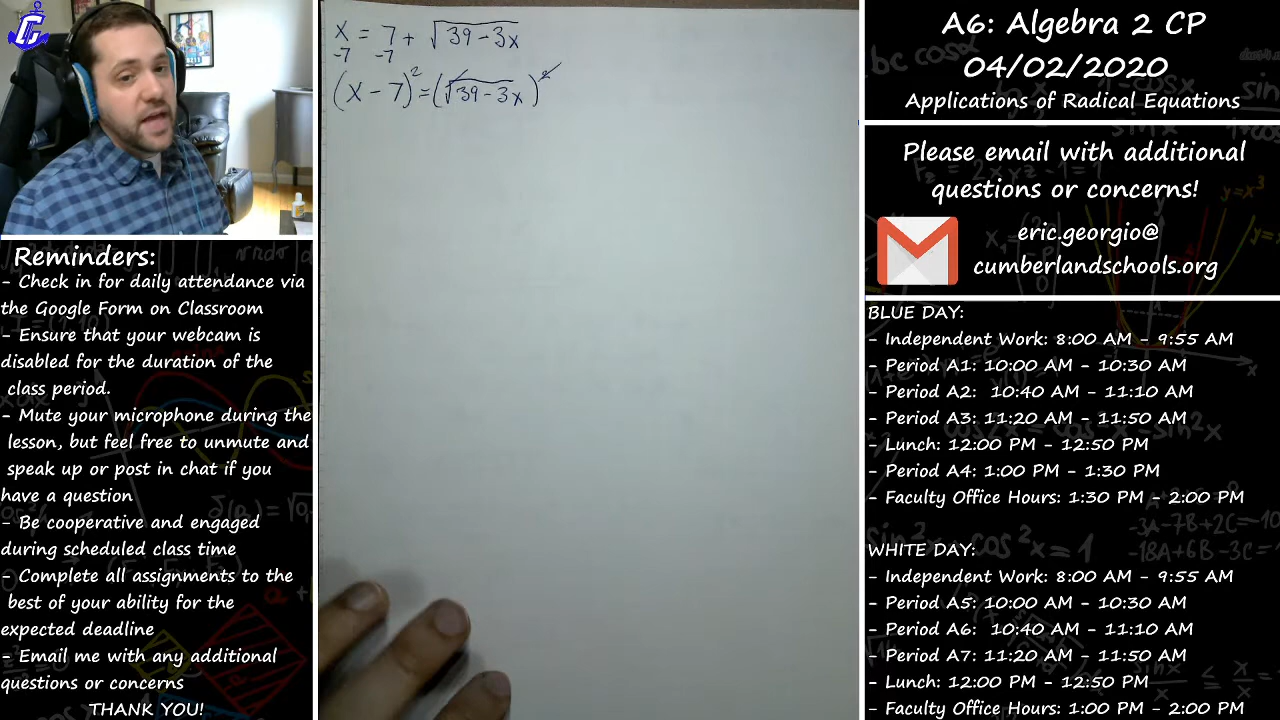 x = 7 + √39 - 3x
-7 -7
(x - 7)² = (√39 - 3x)²
Reminders:
- Check in for daily attendance via
the Google Form on Classroom
- Ensure that your webcam is
disabled for the duration of the
class period.
- Mute your microphone during the
lesson, but feel free to unmute and
speak up or post in chat if you
have a question
- Be cooperative and engaged
during scheduled class time
- Complete all assignments to the
best of your ability for the
expected deadline
- Email me with any additional
questions or concerns
THANK YOU!
A6: Algebra 2 CP
04/02/2020
Applications of Radical Equations
Please email with additional
questions or concerns!
eric.georgio@
cumberlandschools.org
BLUE DAY:
- Independent Work: 8:00 AM - 9:55 AM
- Period A1: 10:00 AM - 10:30 AM
- Period A2: 10:40 AM - 11:10 AM
- Period A3: 11:20 AM - 11:50 AM
- Lunch: 12:00 PM - 12:50 PM
- Period A4: 1:00 PM - 1:30 PM
- Faculty Office Hours: 1:30 PM - 2:00 PM
WHITE DAY:
- Independent Work: 8:00 AM - 9:55 AM
- Period A5: 10:00 AM - 10:30 AM
- Period A6: 10:40 AM - 11:10 AM
- Period A7: 11:20 AM - 11:50 AM
- Lunch: 12:00 PM - 12:50 PM
- Faculty Office Hours: 1:00 PM - 2:00 PM